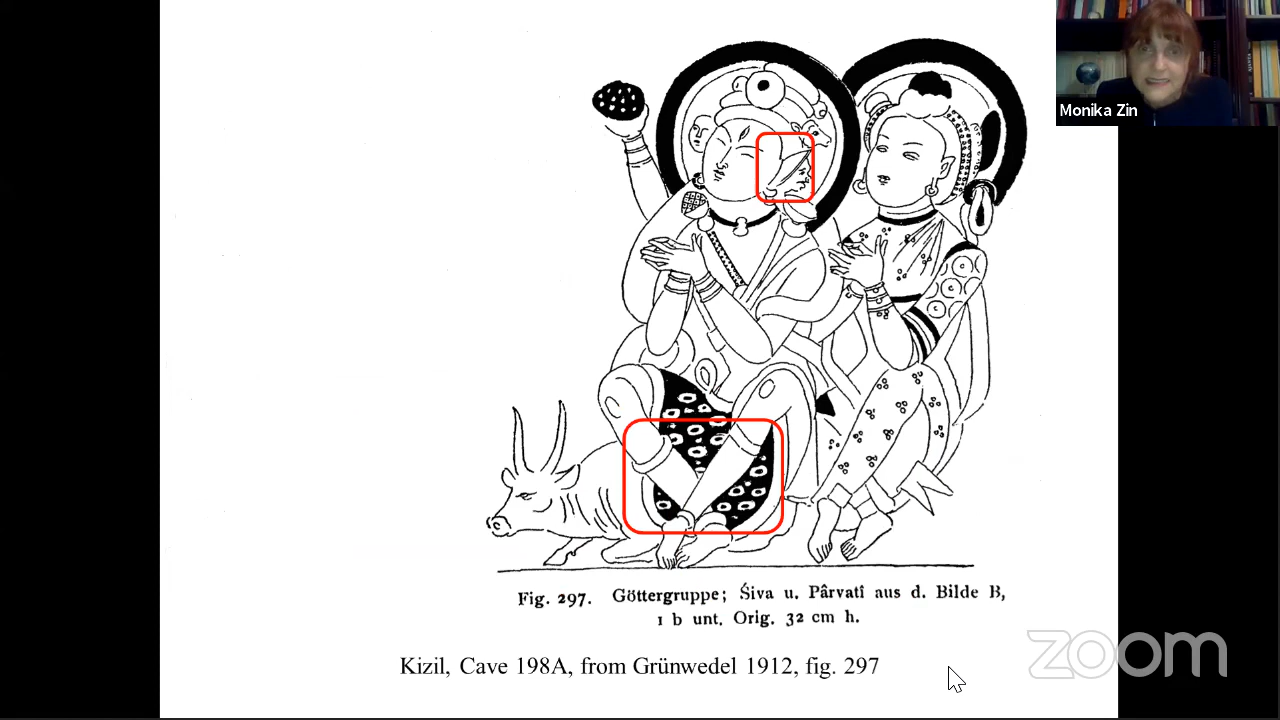 Monika Zin
Fig. 297. Göttergruppe; Śiva u. Pârvatî aus d. Bilde B,
1 b unt. Orig. 32 cm h.
Kizil, Cave 198A, from Grünwedel 1912, fig. 297
zoom